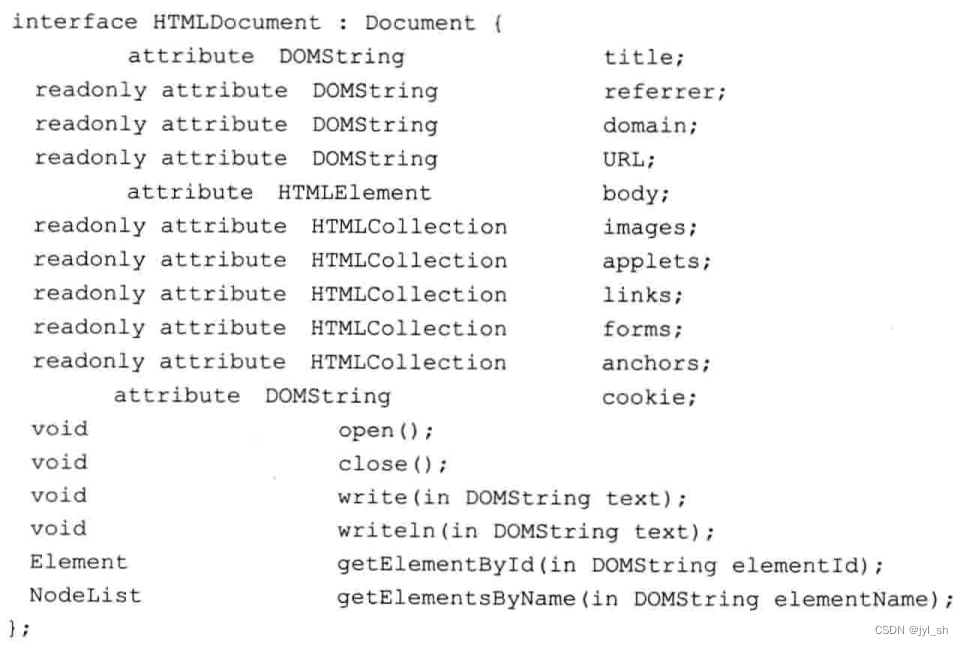 interface HTMLDocument : Document {
attribute DOMString title;
readonly attribute DOMString referrer;
readonly attribute DOMString domain;
readonly attribute DOMString URL;
attribute HTMLElement body;
readonly attribute HTMLCollection images;
readonly attribute HTMLCollection applets;
readonly attribute HTMLCollection links;
readonly attribute HTMLCollection forms;
readonly attribute HTMLCollection anchors;
attribute DOMString cookie;
void open();
void close();
void write(in DOMString text);
void writeln(in DOMString text);
Element getElementById(in DOMString elementId);
NodeList getElementsByName(in DOMString elementName);
};
CSDN @jyl_sh